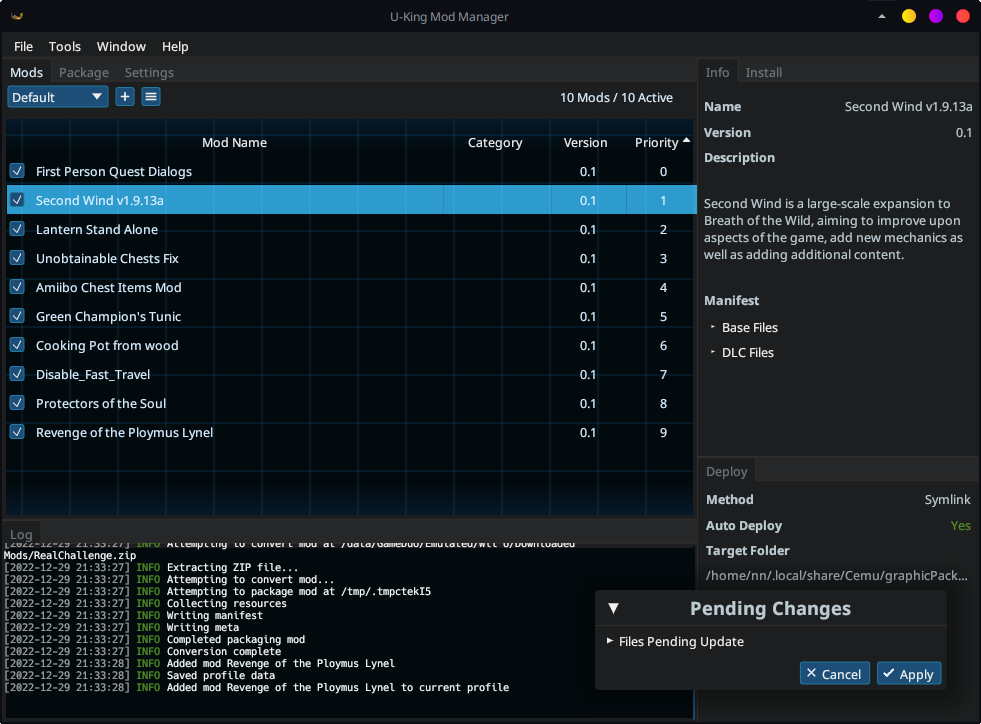 U-King Mod Manager
File Tools Window Help
Mods Package Settings
Default
10 Mods / 10 Active
Mod Name Category Version Priority
First Person Quest Dialogs 0.1 0
Second Wind v1.9.13a 0.1 1
Lantern Stand Alone 0.1 2
Unobtainable Chests Fix 0.1 3
Amiibo Chest Items Mod 0.1 4
Green Champion's Tunic 0.1 5
Cooking Pot from wood 0.1 6
Disable_Fast_Travel 0.1 7
Protectors of the Soul 0.1 8
Revenge of the Ploymus Lynel 0.1 9
Log
[2022-12-29 21:33:27] INFO Attempting to convert mod at /data/GameDuo/Emulated/Wii U/Downloaded
Mods/RealChallenge.zip
[2022-12-29 21:33:27] INFO Extracting ZIP file...
[2022-12-29 21:33:27] INFO Attempting to convert mod...
[2022-12-29 21:33:27] INFO Attempting to package mod at /tmp/.tmpctekI5
[2022-12-29 21:33:27] INFO Collecting resources
[2022-12-29 21:33:27] INFO Writing manifest
[2022-12-29 21:33:27] INFO Writing meta
[2022-12-29 21:33:27] INFO Completed packaging mod
[2022-12-29 21:33:27] INFO Conversion complete
[2022-12-29 21:33:28] INFO Added mod Revenge of the Ploymus Lynel
[2022-12-29 21:33:28] INFO Saved profile data
[2022-12-29 21:33:28] INFO Added mod Revenge of the Ploymus Lynel to current profile
Info Install
Name Second Wind v1.9.13a
Version 0.1
Description
Second Wind is a large-scale expansion to
Breath of the Wild, aiming to improve upon
aspects of the game, add new mechanics as
well as adding additional content.
Manifest
Base Files
DLC Files
Deploy
Method Symlink
Auto Deploy Yes
Target Folder
/home/nn/.local/share/Cemu/graphicPack...
Pending Changes
Files Pending Update
Cancel Apply